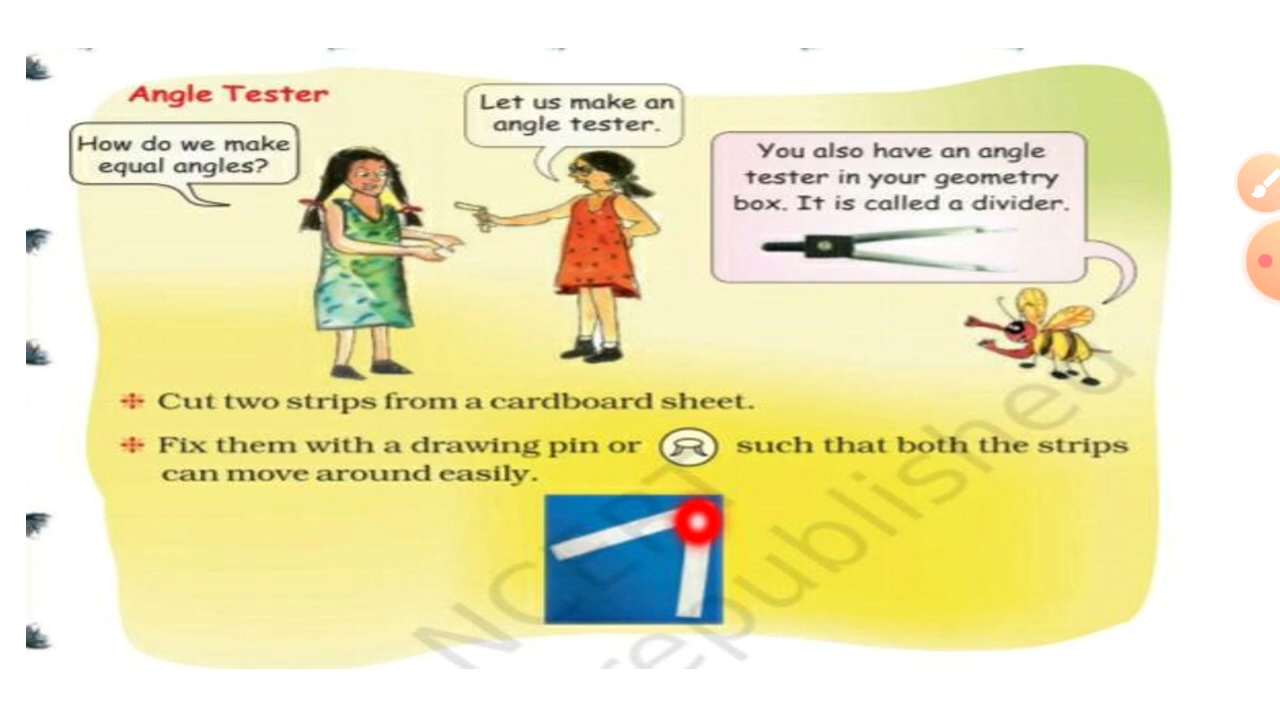 Angle Tester
How do we make
equal angles?
Let us make an
angle tester.
You also have an angle
tester in your geometry
box. It is called a divider.
Cut two strips from a cardboard sheet.
Fix them with a drawing pin or such that both the strips
can move around easily.
NCERT
republished